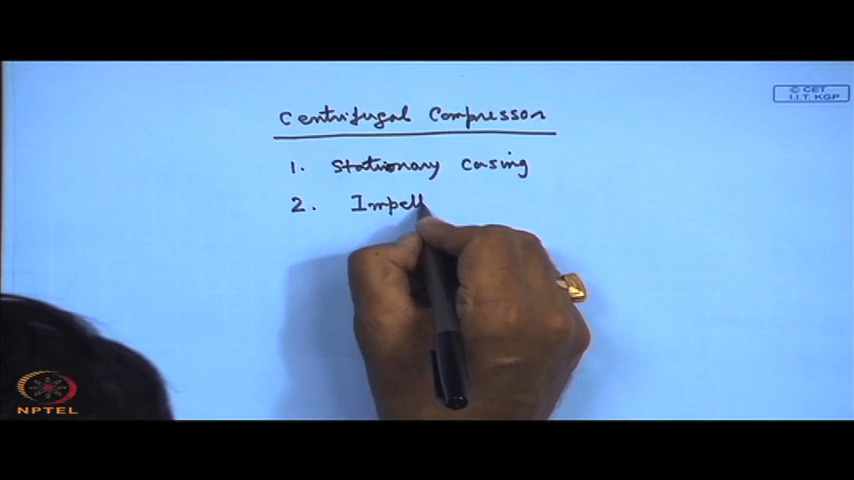 © CET
I.I.T. KGP
Centrifugal Compressor
1. Stationary Casing
2. Impell
NPTEL